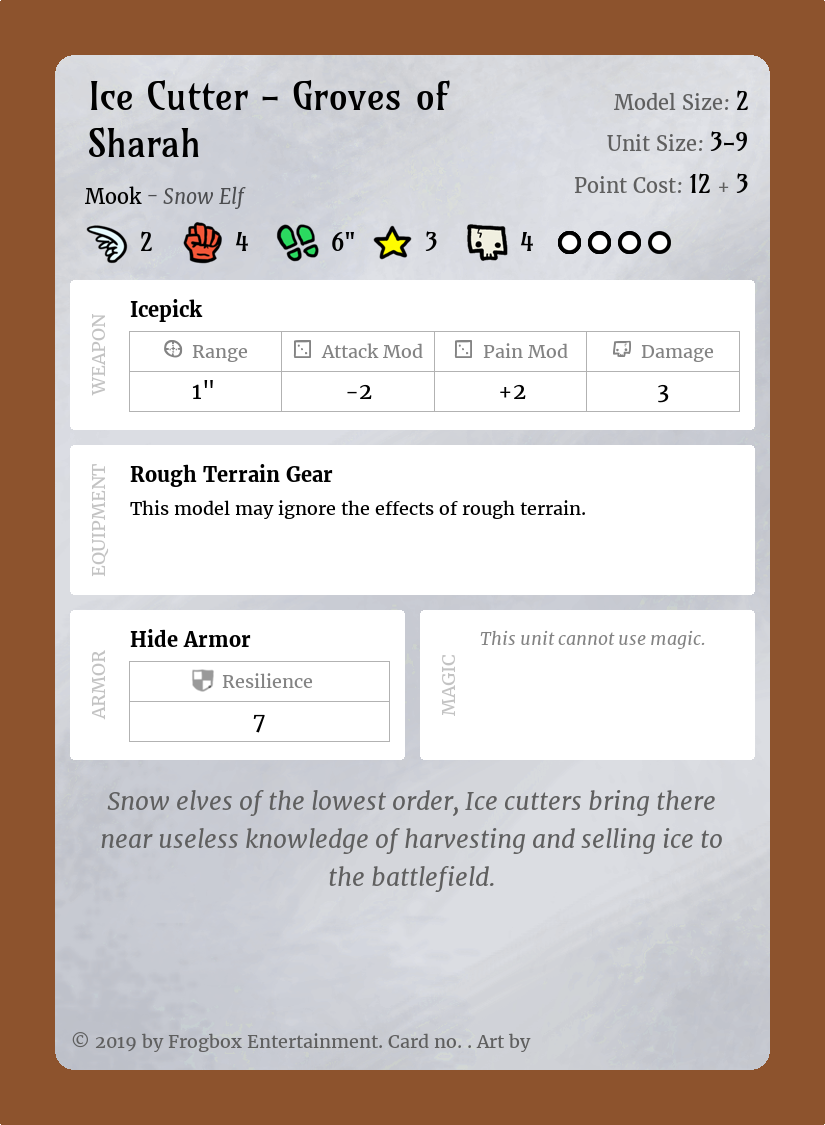 Ice Cutter – Groves of
Sharah
Model Size: 2
Unit Size: 3–9
Point Cost: 12 + 3
Mook – Snow Elf
2 4 6" 3 4
WEAPON
Icepick
Range Attack Mod Pain Mod Damage
1" -2 +2 3
EQUIPMENT
Rough Terrain Gear
This model may ignore the effects of rough terrain.
ARMOR
Hide Armor
Resilience
7
MAGIC
This unit cannot use magic.
Snow elves of the lowest order, Ice cutters bring there
near useless knowledge of harvesting and selling ice to
the battlefield.
© 2019 by Frogbox Entertainment. Card no. . Art by